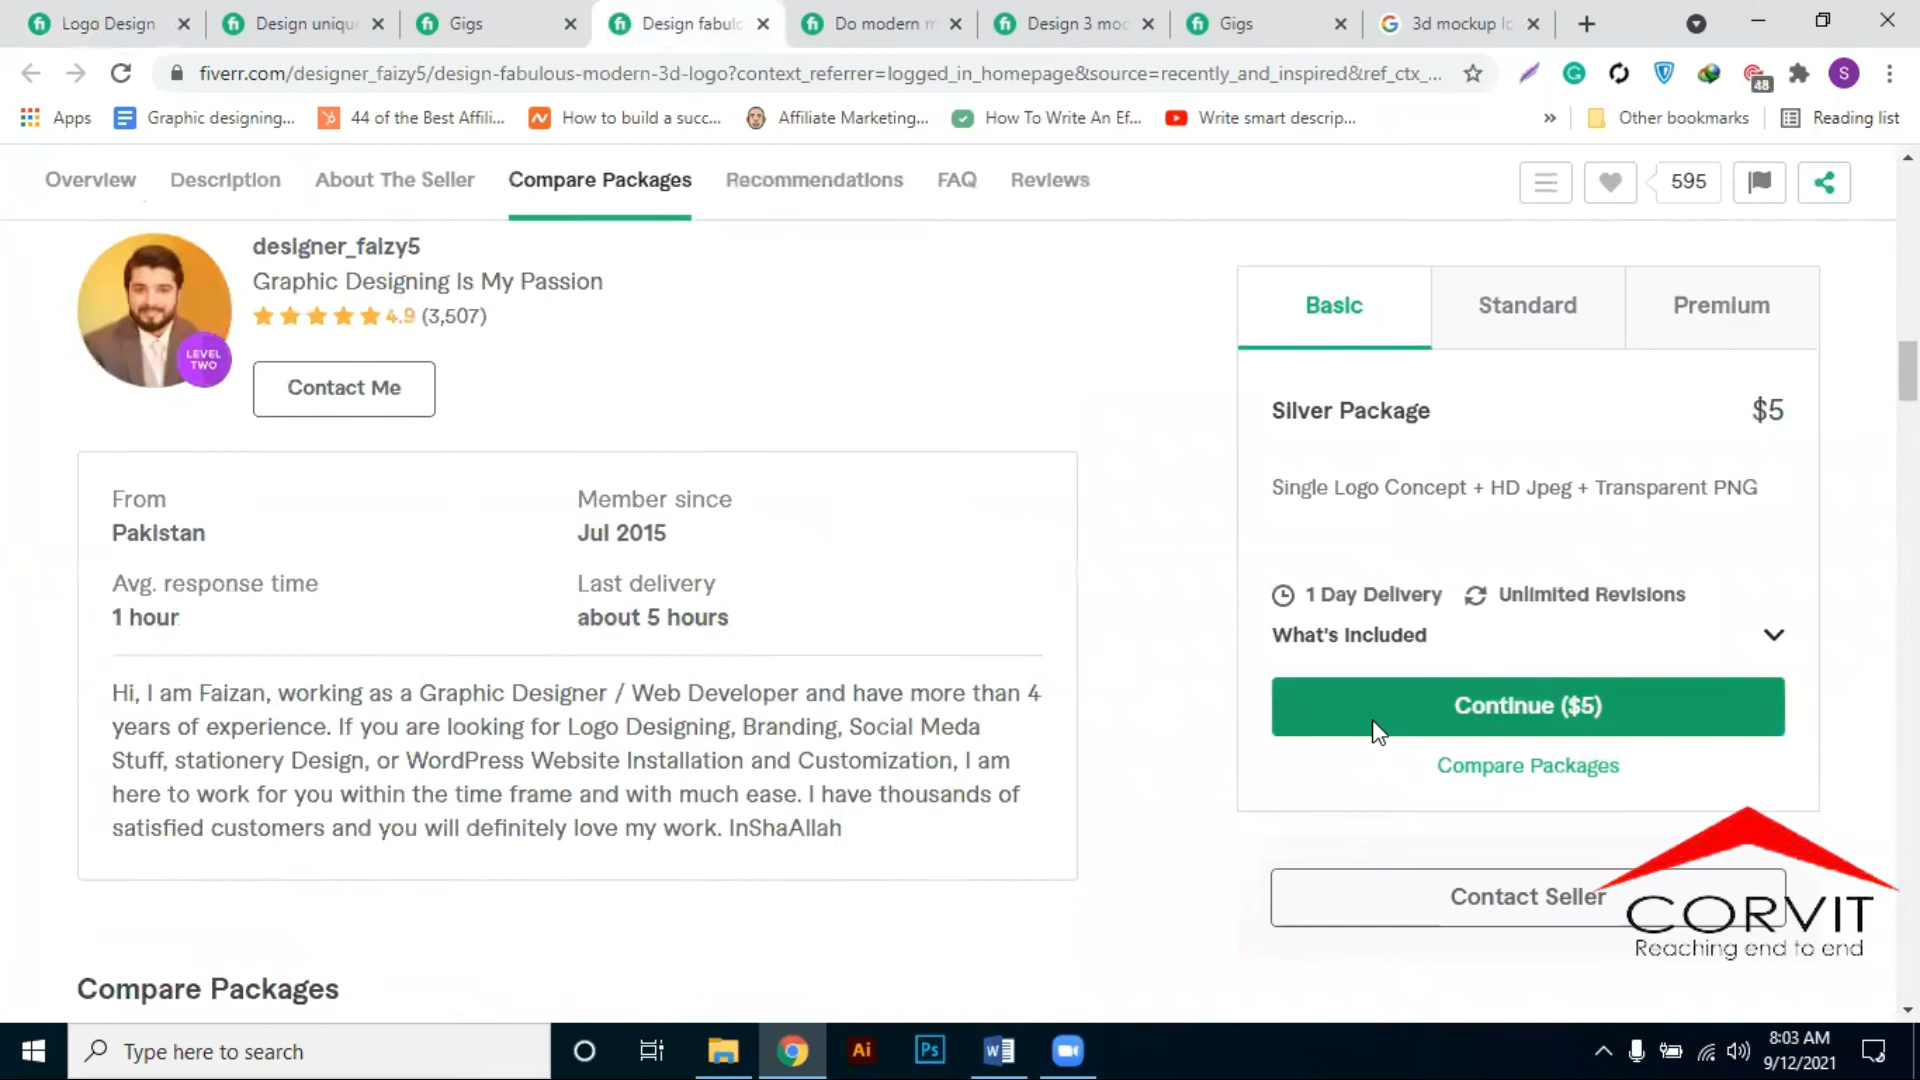 Logo Design
Design uniqu
Gigs
Design fabulo
Do modern m
Design 3 moc
Gigs
3d mockup lo
fiverr.com/designer_faizy5/design-fabulous-modern-3d-logo?context_referrer=logged_in_homepage&source=recently_and_inspired&ref_ctx_...
48
S
Apps
Graphic designing...
44 of the Best Affili...
How to build a succ...
Affiliate Marketing...
How To Write An Ef...
Write smart descrip...
»
Other bookmarks
Reading list
Overview
Description
About The Seller
Compare Packages
Recommendations
FAQ
Reviews
595
designer_faizy5
Graphic Designing Is My Passion
4.9 (3,507)
LEVEL
TWO
Contact Me
From
Pakistan
Member since
Jul 2015
Avg. response time
1 hour
Last delivery
about 5 hours
Hi, I am Faizan, working as a Graphic Designer / Web Developer and have more than 4
years of experience. If you are looking for Logo Designing, Branding, Social Meda
Stuff, stationery Design, or WordPress Website Installation and Customization, I am
here to work for you within the time frame and with much ease. I have thousands of
satisfied customers and you will definitely love my work. InShaAllah
Compare Packages
Basic
Standard
Premium
Silver Package
$5
Single Logo Concept + HD Jpeg + Transparent PNG
1 Day Delivery
Unlimited Revisions
What's Included
Continue ($5)
Compare Packages
Contact Seller
CORVIT
Reaching end to end
Type here to search
Ai
Ps
W
8:03 AM
9/12/2021